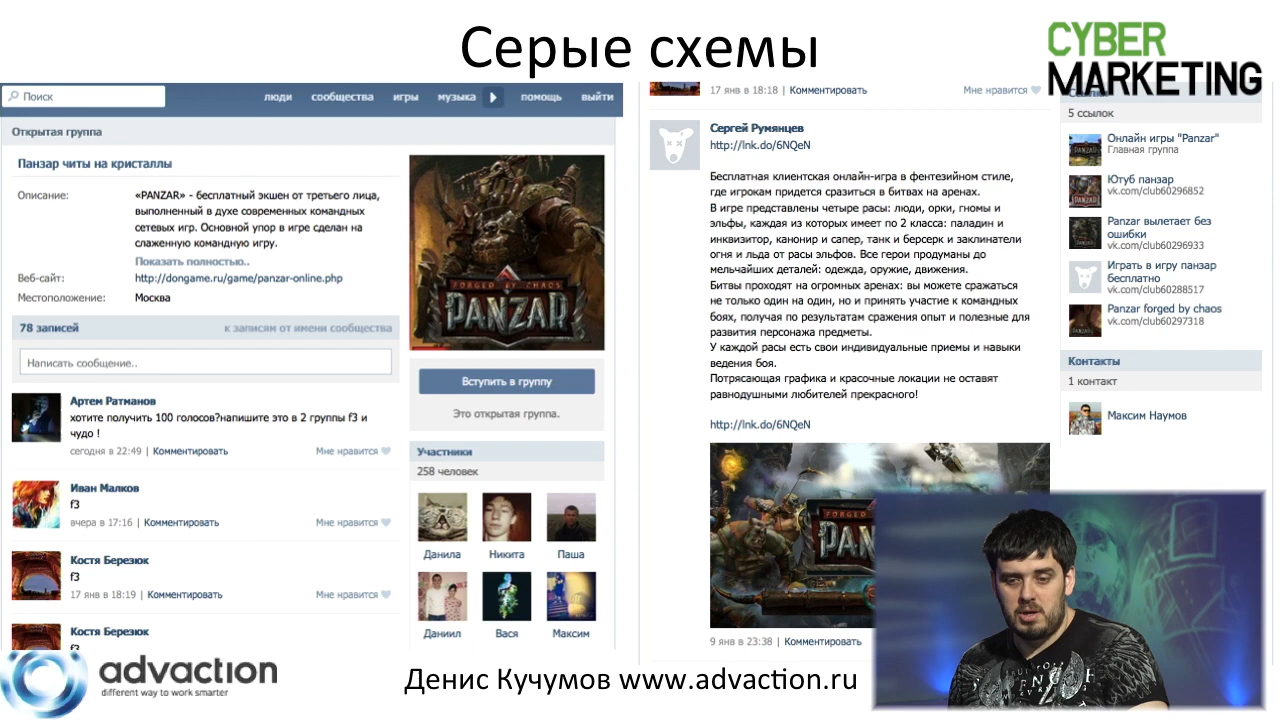 Серые схемы
CYBER
MARKETING
Поиск
люди сообщества игры музыка помощь выйти
Открытая группа
Панзар читы на кристаллы
Описание:
«PANZAR» - бесплатный экшен от третьего лица,
выполненный в духе современных командных
сетевых игр. Основной упор в игре сделан на
слаженную командную игру.
Показать полностью..
Веб-сайт: http://dongame.ru/game/panzar-online.php
Местоположение: Москва
78 записей к записям от имени сообщества
Написать сообщение..
Артем Ратманов
хотите получить 100 голосов?напишите это в 2 группы f3 и
чудо !
сегодня в 22:49 | Комментировать Мне нравится
Иван Малков
f3
вчера в 17:16 | Комментировать Мне нравится
Костя Березюк
f3
17 янв в 18:19 | Комментировать Мне нравится
Костя Березюк
f3
FORGED BY CHAOS
PANZAR
Вступить в группу
Это открытая группа.
Участники
258 человек
Данила Никита Паша
Даниил Вася Максим
17 янв в 18:18 | Комментировать Мне нравится
Сергей Румянцев
http://lnk.do/6NQeN
Бесплатная клиентская онлайн-игра в фентезийном стиле,
где игрокам придется сразиться в битвах на аренах.
В игре представлены четыре расы: люди, орки, гномы и
эльфы, каждая из которых имеет по 2 класса: паладин и
инквизитор, канонир и сапер, танк и берсерк и заклинатели
огня и льда от расы эльфов. Все герои продуманы до
мельчайших деталей: одежда, оружие, движения.
Битвы проходят на огромных аренах: вы можете сражаться
не только один на один, но и принять участие к командных
боях, получая по результатам сражения опыт и полезные для
развития персонажа предметы.
У каждой расы есть свои индивидуальные приемы и навыки
ведения боя.
Потрясающая графика и красочные локации не оставят
равнодушными любителей прекрасного!
http://lnk.do/6NQeN
9 янв в 23:38 | Комментировать
5 ссылок
Онлайн игры "Panzar"
Главная группа
Ютуб панзар
vk.com/club60296852
Panzar вылетает без
ошибки
vk.com/club60296933
Играть в игру панзар
бесплатно
vk.com/club60288517
Panzar forged by chaos
vk.com/club60297318
Контакты
1 контакт
Максим Наумов
advaction
different way to work smarter
Денис Кучумов www.advaction.ru